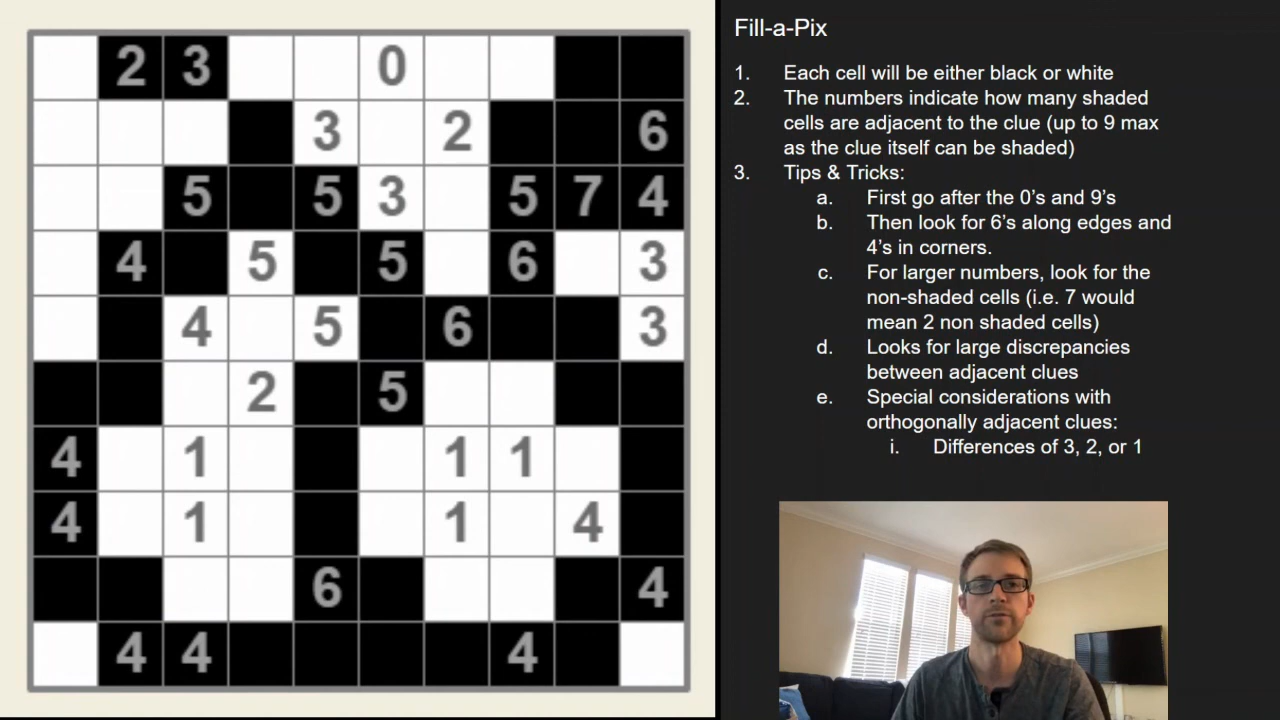 Fill-a-Pix
1. Each cell will be either black or white
2. The numbers indicate how many shaded
cells are adjacent to the clue (up to 9 max
as the clue itself can be shaded)
3. Tips & Tricks:
a. First go after the 0's and 9's
b. Then look for 6's along edges and
4's in corners.
c. For larger numbers, look for the
non-shaded cells (i.e. 7 would
mean 2 non shaded cells)
d. Looks for large discrepancies
between adjacent clues
e. Special considerations with
orthogonally adjacent clues:
i. Differences of 3, 2, or 1
2 3 0
3 2 6
5 5 3 5 7 4
4 5 5 6 3
4 5 6 3
2 5
4 1 1 1
4 1 1 4
6 4
4 4 4